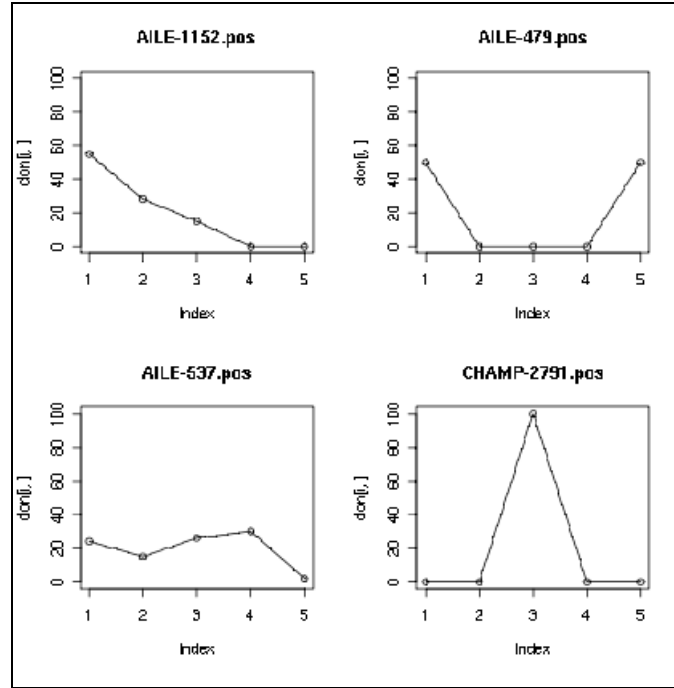 AILE-1152.pos
don[j, ]
100
80
60
40
20
0
1 2 3 4 5
Index
AILE-479.pos
don[j, ]
100
80
60
40
20
0
1 2 3 4 5
Index
AILE-537.pos
don[j, ]
100
80
60
40
20
0
1 2 3 4 5
Index
CHAMP-2791.pos
don[j, ]
100
80
60
40
20
0
1 2 3 4 5
Index